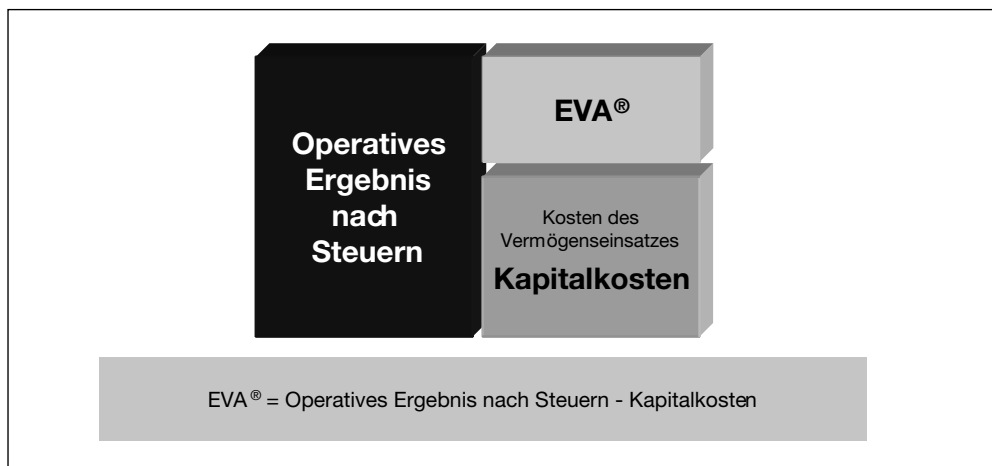 Operatives
Ergebnis
nach
Steuern
EVA®
Kosten des
Vermögenseinsatzes
Kapitalkosten
EVA® = Operatives Ergebnis nach Steuern - Kapitalkosten